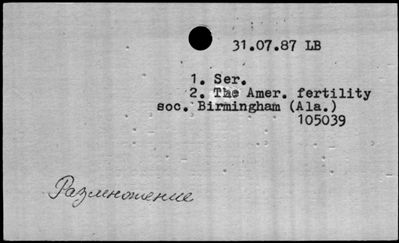 31.07.87 LB
1. Ser.
2. The Amer. fertility
soc. Birmingham (Ala.)
105039
Размножение